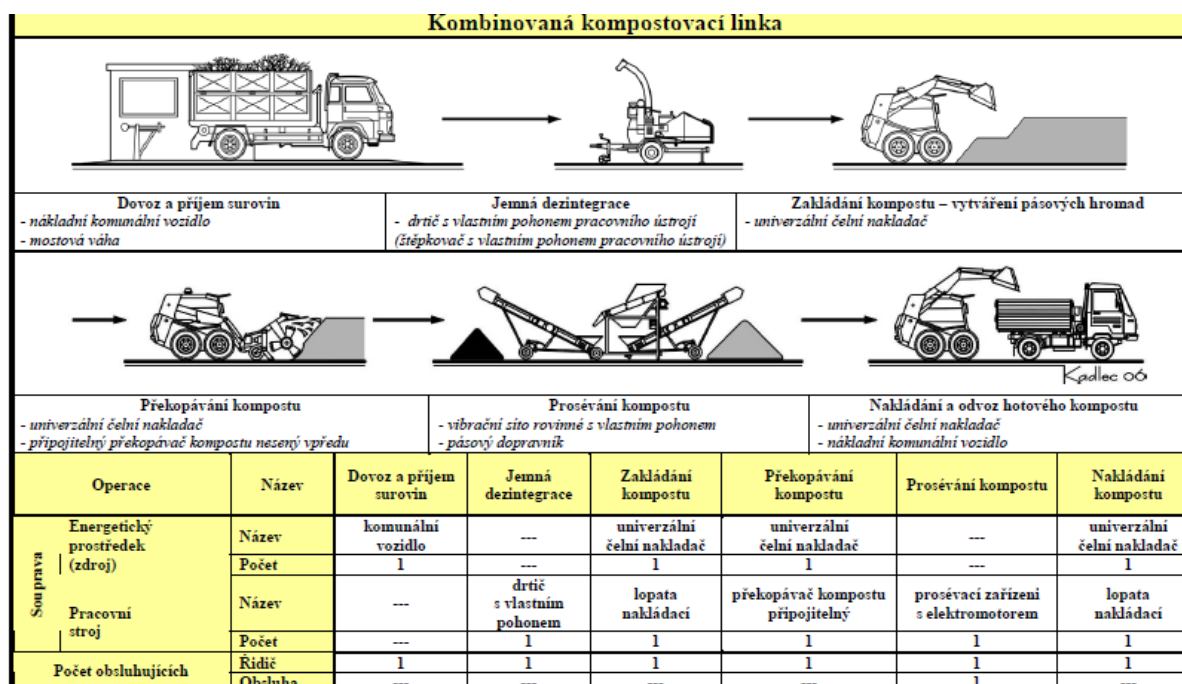 Kombinovaná kompostovací linka
Dovoz a příjem surovin
- nákladní komunální vozidlo
- mostová váha
Jemná dezintegrace
- drtič s vlastním pohonem pracovního ústrojí
(štěpkovač s vlastním pohonem pracovního ústrojí)
Zakládání kompostu – vytváření pásových hromad
- univerzální čelní nakladač
Kadlec 06
Překopávání kompostu
- univerzální čelní nakladač
- připojitelný překopávač kompostu nesený vpředu
Prosévání kompostu
- vibrační síto rovinné s vlastním pohonem
- pásový dopravník
Nakládání a odvoz hotového kompostu
- univerzální čelní nakladač
- nákladní komunální vozidlo
Operace
Název
Dovoz a příjem
surovin
Jemná
dezintegrace
Zakládání
kompostu
Překopávání
kompostu
Prosévání kompostu
Nakládání
kompostu
Souprava
Energetický
prostředek
(zdroj)
Název
komunální
vozidlo
---
univerzální
čelní nakladač
univerzální
čelní nakladač
---
univerzální
čelní nakladač
Počet
1
---
1
1
---
1
Pracovní
stroj
Název
---
drtič
s vlastním
pohonem
lopata
nakládací
překopávač kompostu
připojitelný
prosévací zařízeni
s elektromotorem
lopata
nakládací
Počet
---
1
1
1
1
1
Počet obsluhujících
Řidič
1
1
1
1
1
1
Obsluha
---
---
---
---
1
---